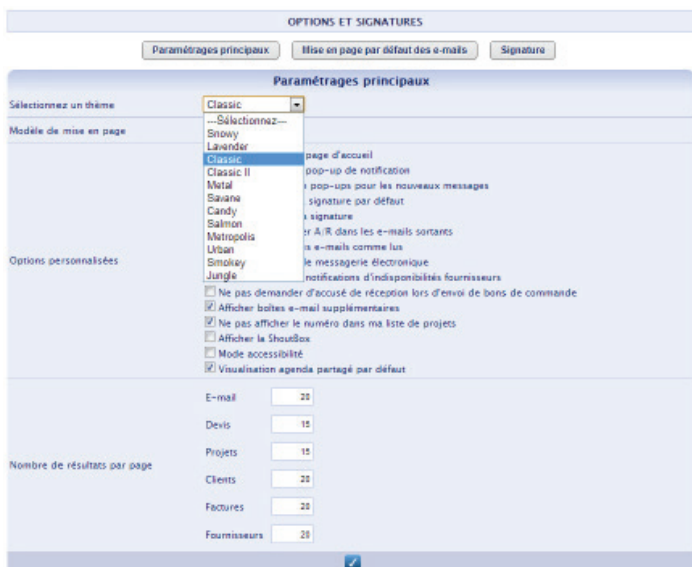 OPTIONS ET SIGNATURES
Paramétrages principaux Mise en page par défaut des e-mails Signature
Paramétrages principaux
Sélectionnez un thème Classic
---Sélectionnez---
Modèle de mise en page
Snowy
Lavender
Classic page d'accueil
Classic II pop-up de notification
Metal pop-ups pour les nouveaux messages
Savane signature par défaut
Candy signature
Salmon er A/R dans les e-mails sortants
Metropolis
Urban e-mails comme lus
Options personnalisées
Smokey de messagerie électronique
Jungle notifications d'indisponibilités fournisseurs
Ne pas demander d'accusé de réception lors d'envoi de bons de commande
Afficher boîtes e-mail supplémentaires
Ne pas afficher le numéro dans ma liste de projets
Afficher la ShoutBox
Mode accessibilité
Visualisation agenda partagé par défaut
Nombre de résultats par page
E-mail 20
Devis 15
Projets 15
Clients 20
Factures 20
Fournisseurs 20